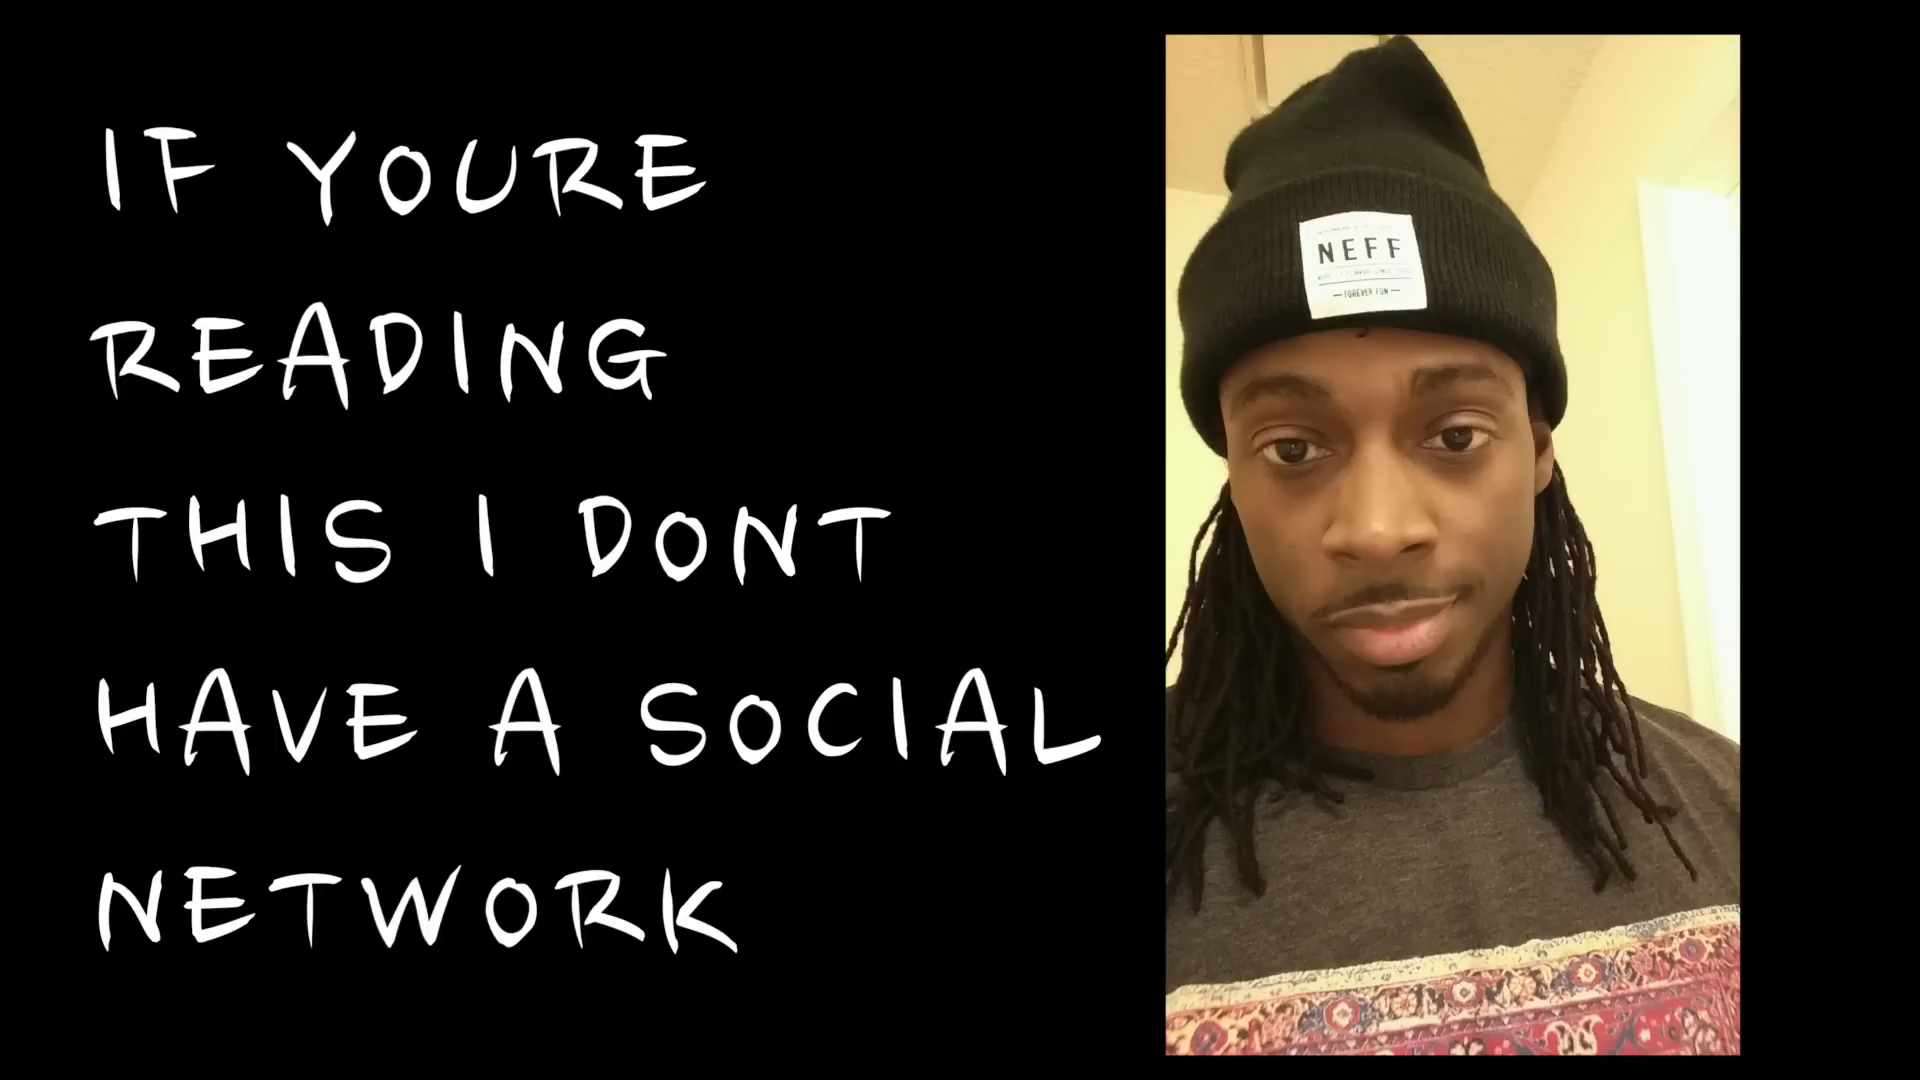 IF YOURE
READING
THIS I DONT
HAVE A SOCIAL
NETWORK
NEFF
FOREVER FUN